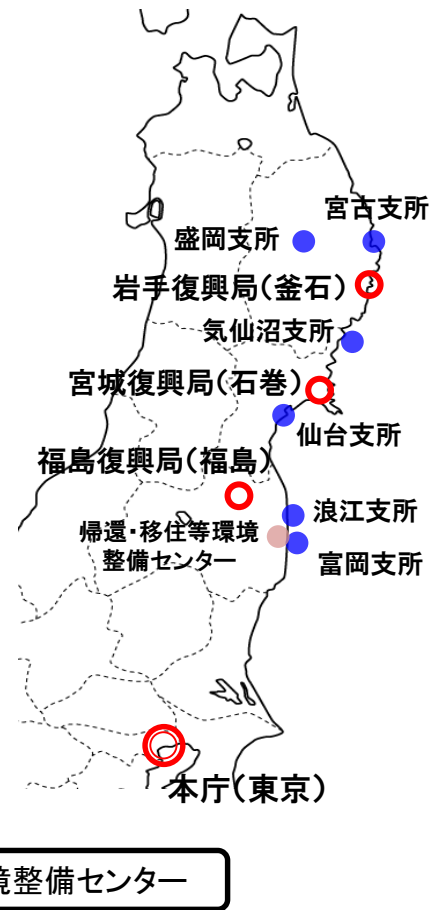 宮古支所
盛岡支所
岩手復興局(釜石)
気仙沼支所
宮城復興局(石巻)
仙台支所
福島復興局(福島)
浪江支所
帰還・移住等環境
整備センター
富岡支所
本庁(東京)
境整備センター